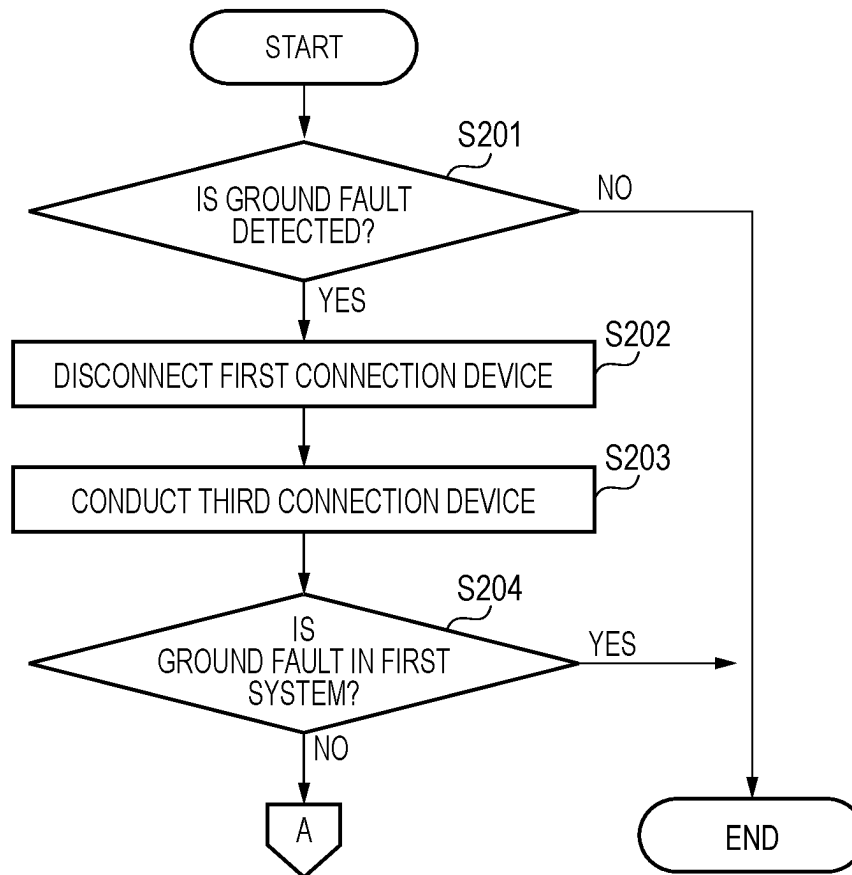 START
S201
IS GROUND FAULT
DETECTED?
NO
YES
S202
DISCONNECT FIRST CONNECTION DEVICE
S203
CONDUCT THIRD CONNECTION DEVICE
S204
IS
GROUND FAULT IN FIRST
SYSTEM?
YES
NO
A
END